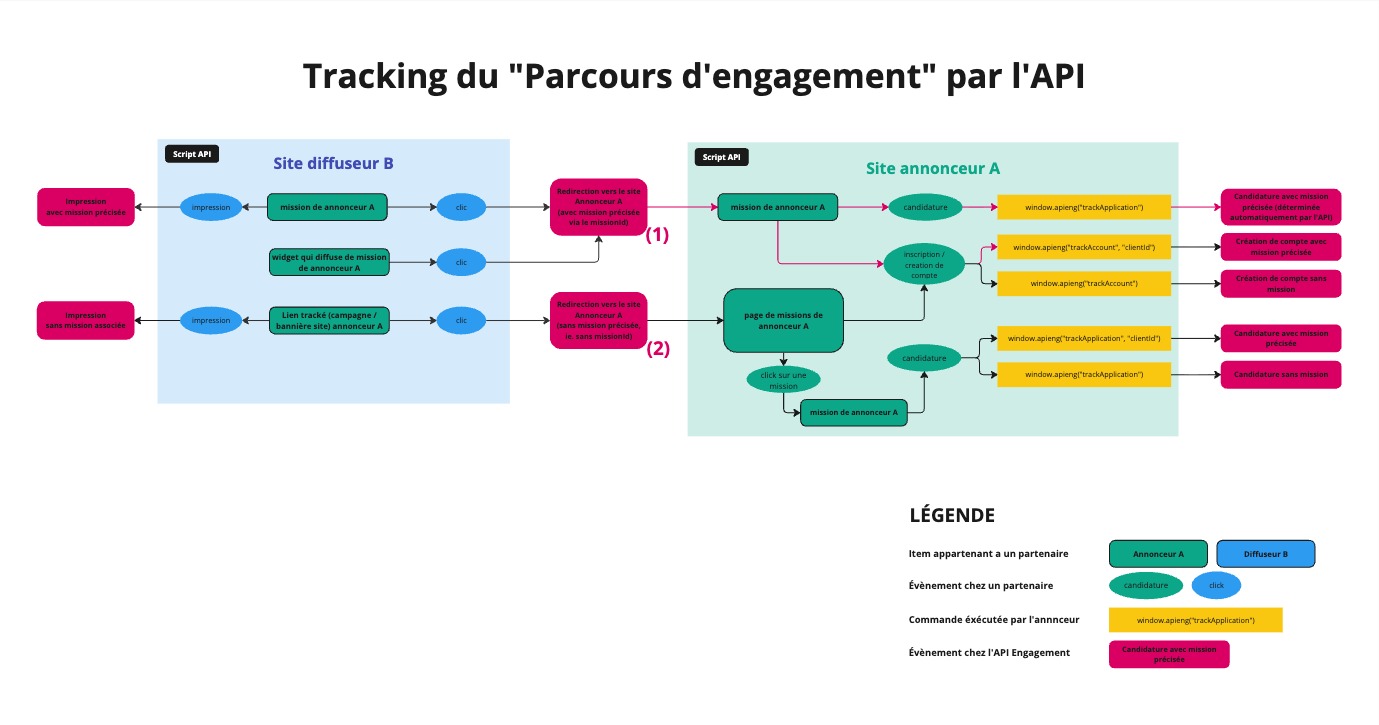 Tracking du "Parcours d'engagement" par l'API
Script API
Site diffuseur B
Impression
avec mission précisée
impression
mission de annonceur A
clic
widget qui diffuse de mission
de annonceur A
clic
Impression
sans mission associée
impression
Lien tracké (campagne /
bannière site) annonceur A
clic
Redirection vers le site
Annonceur A
(avec mission précisée
via le missionid)
(1)
Redirection vers le site
Annonceur A
(sans mission précisée,
ie. sans missionid)
(2)
Script API
Site annonceur A
mission de annonceur A
candidature
window.apieng("trackApplication")
Candidature avec mission
précisée (déterminée
automatiquement par l'API)
inscription /
creation de
compte
window.apieng("trackAccount", "clientId")
Création de compte avec
mission précisée
window.apieng("trackAccount")
Création de compte sans
mission
page de missions de
annonceur A
click sur une
mission
mission de annonceur A
candidature
window.apieng("trackApplication", "clientId")
Candidature avec mission
précisée
window.apieng("trackApplication")
Candidature sans mission
LÉGENDE
Item appartenant a un partenaire
Annonceur A
Diffuseur B
Évènement chez un partenaire
candidature
click
Commande éxécutée par l'annnceur
window.apieng("trackApplication")
Évènement chez l'API Engagement
Candidature avec mission
précisée